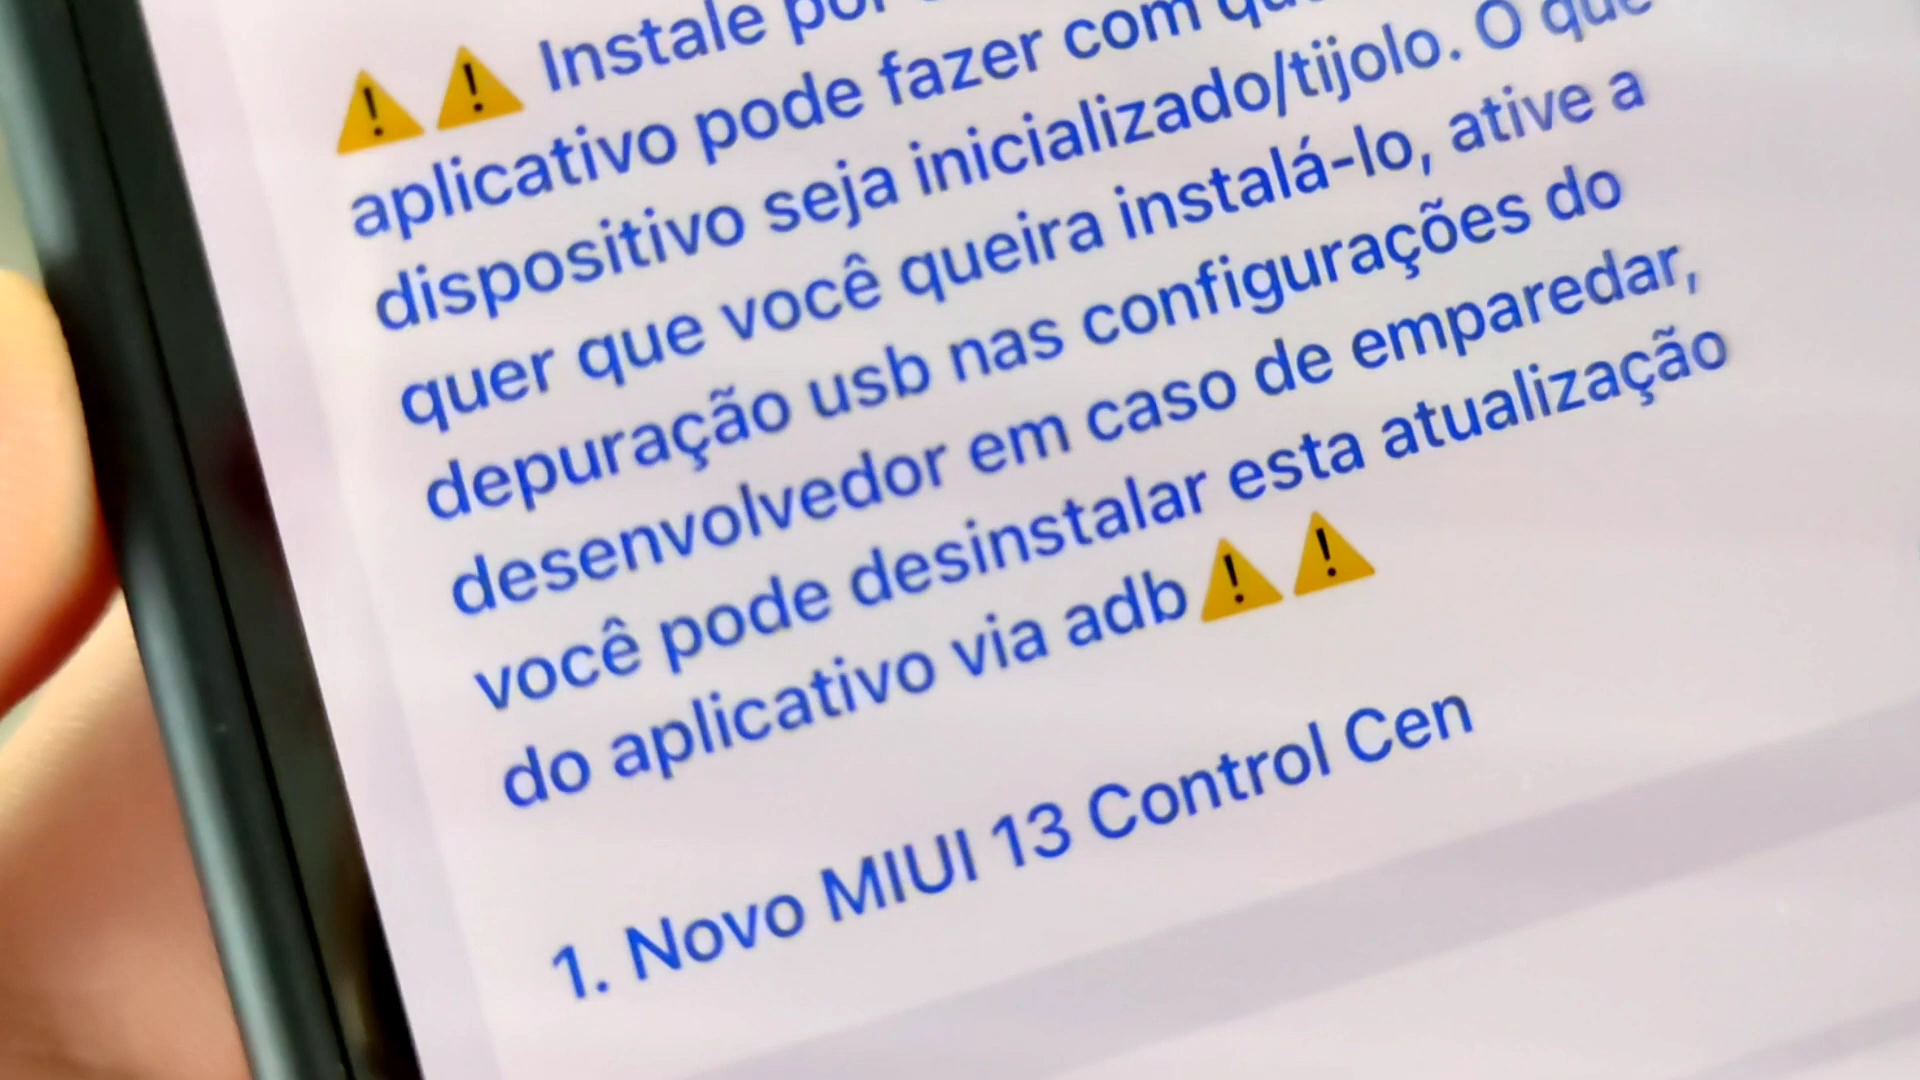 ⚠️⚠️ Instale
aplicativo pode fazer com
dispositivo seja inicializado/tijolo. O que
quer que você queira instalá-lo, ative a
depuração usb nas configurações do
desenvolvedor em caso de emparedar,
você pode desinstalar esta atualização
do aplicativo via adb⚠️⚠️
1. Novo MIUI 13 Control Cen